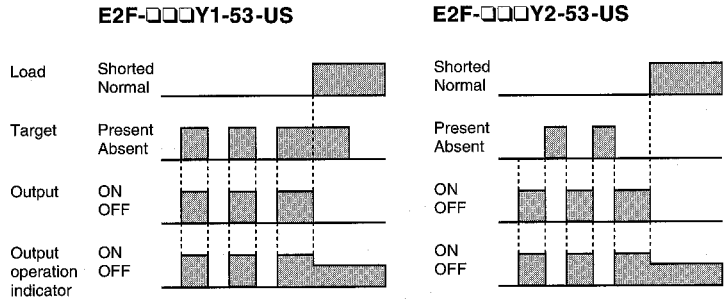 E2F-❑❑❑Y1-53-US
E2F-❑❑❑Y2-53-US
Load
Shorted
Normal
Target
Present
Absent
Output
ON
OFF
Output
operation
indicator
ON
OFF
Shorted
Normal
Present
Absent
ON
OFF
ON
OFF